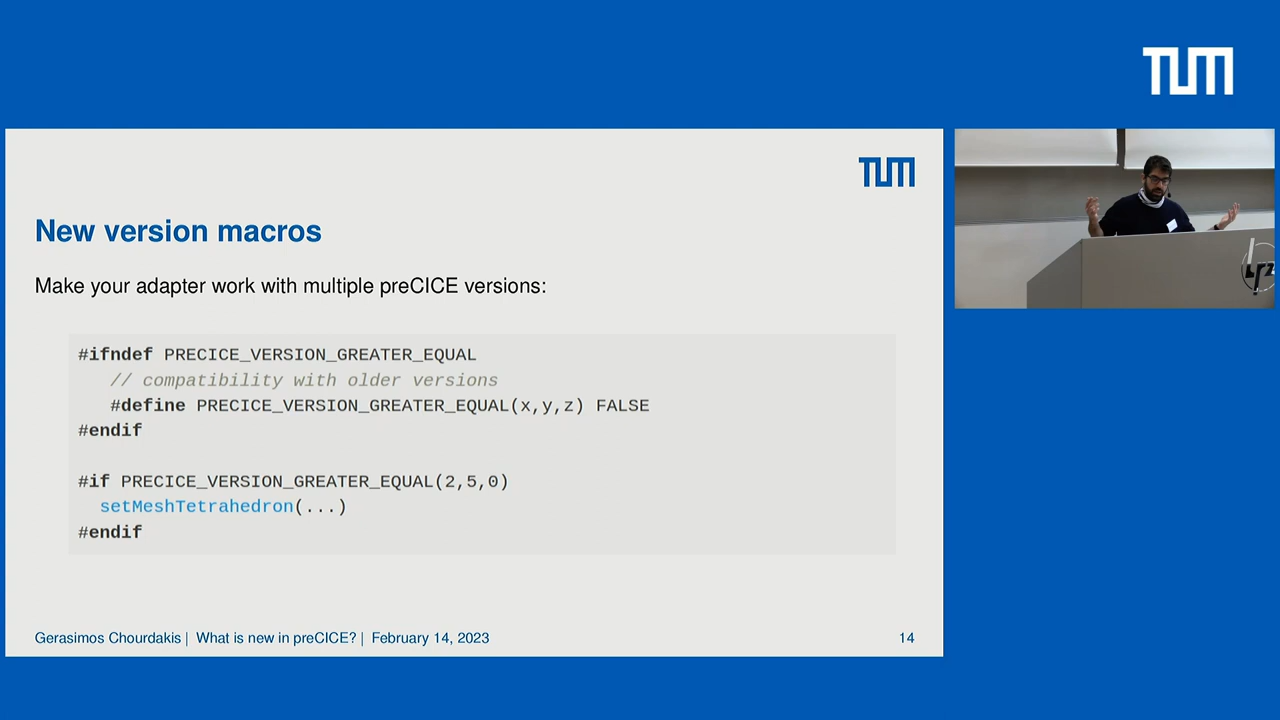 TUM
TUM
New version macros
Make your adapter work with multiple preCICE versions:
#ifndef PRECICE_VERSION_GREATER_EQUAL
// compatibility with older versions
#define PRECICE_VERSION_GREATER_EQUAL(x,y,z) FALSE
#endif
#if PRECICE_VERSION_GREATER_EQUAL(2,5,0)
setMeshTetrahedron(...)
#endif
Gerasimos Chourdakis | What is new in preCICE? | February 14, 2023
14
lrz